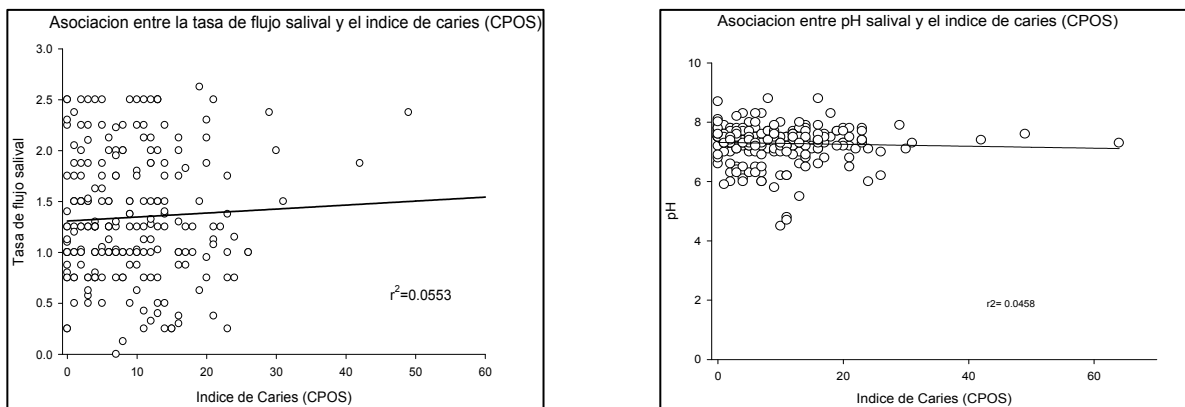 Asociacion entre la tasa de flujo salival y el indice de caries (CPOS)
Tasa de flujo salival
3.0
2.5
2.0
1.5
1.0
0.5
0.0
r²=0.0553
0 10 20 30 40 50 60
Indice de Caries (CPOS)
Asociacion entre pH salival y el indice de caries (CPOS)
pH
10
8
6
4
2
0
r2= 0.0458
0 20 40 60
Indice de Caries (CPOS)